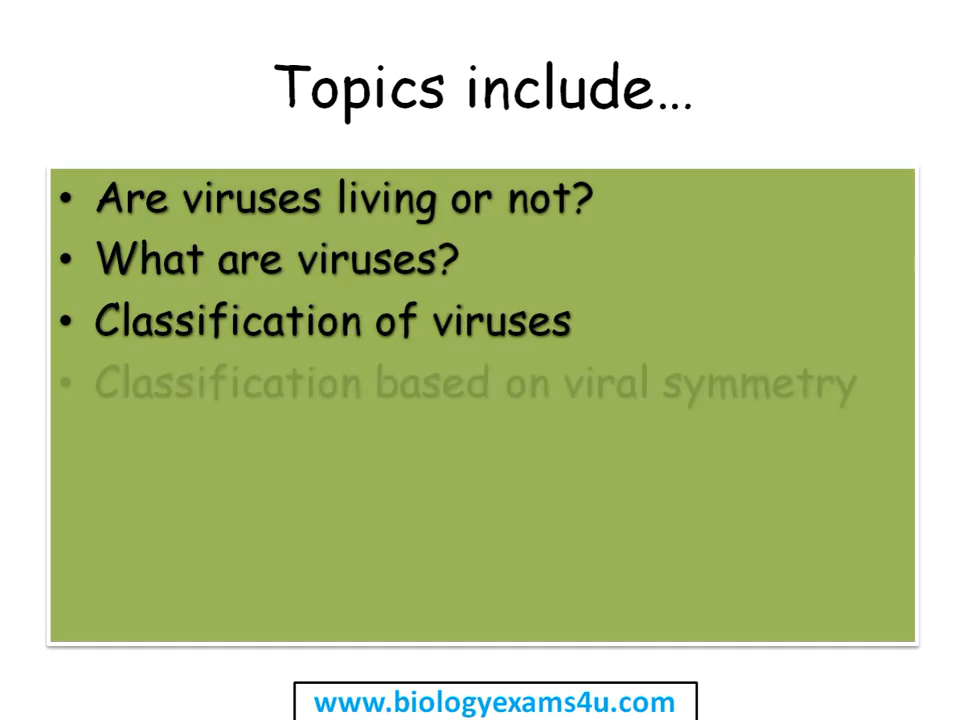 Topics include…
• Are viruses living or not?
• What are viruses?
• Classification of viruses
• Classification based on viral symmetry
www.biologyexams4u.com